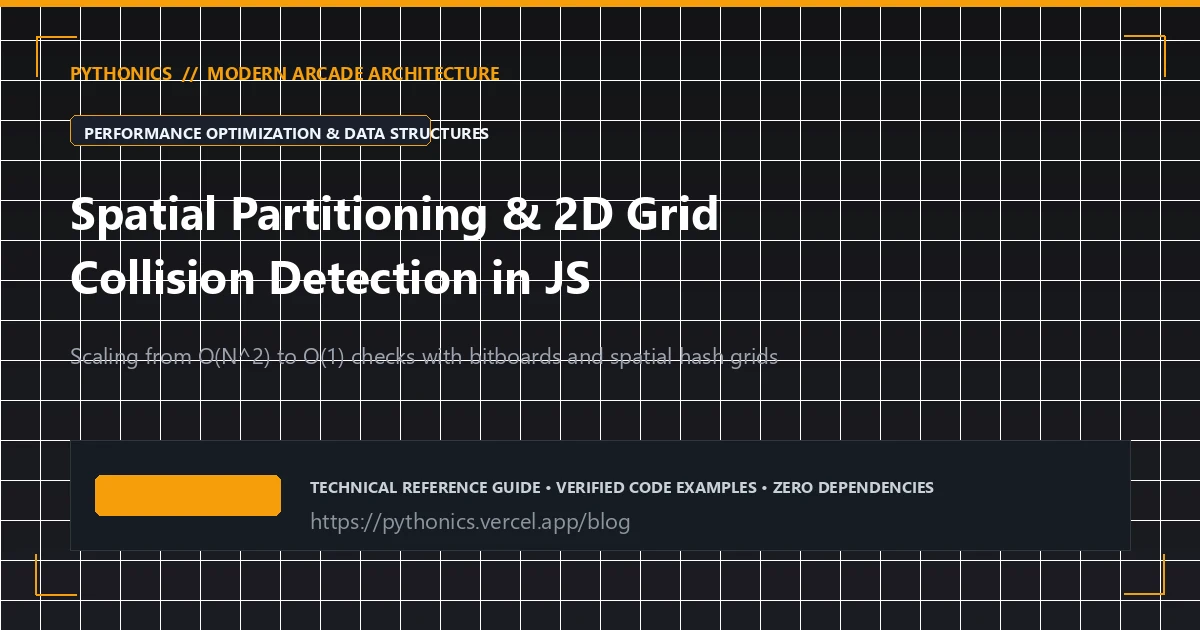 PYTHONICS // MODERN ARCADE ARCHITECTURE
PERFORMANCE OPTIMIZATION & DATA STRUCTURES
Spatial Partitioning & 2D Grid
Collision Detection in JS
Scaling from O(N^2) to O(1) checks with bitboards and spatial hash grids
TECHNICAL REFERENCE GUIDE • VERIFIED CODE EXAMPLES • ZERO DEPENDENCIES
https://pythonics.vercel.app/blog